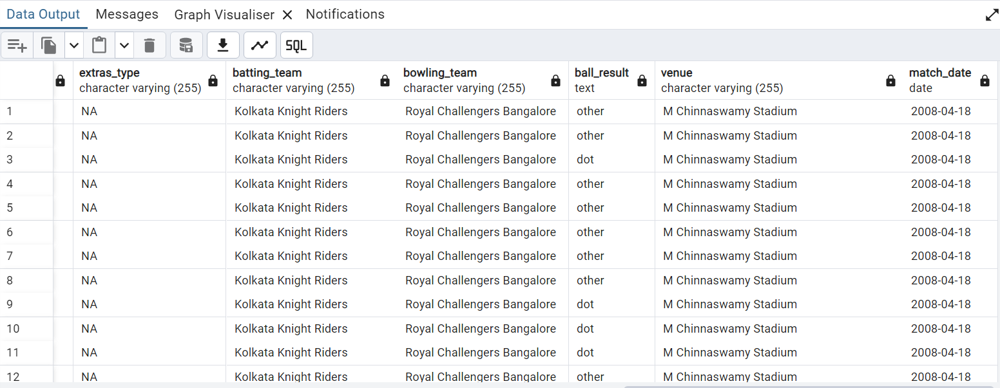 Data Output Messages Graph Visualiser Notifications
SQL
extras_type batting_team bowling_team ball_result venue match_date
character varying (255) character varying (255) character varying (255) text character varying (255) date
1 NA Kolkata Knight Riders Royal Challengers Bangalore other M Chinnaswamy Stadium 2008-04-18
2 NA Kolkata Knight Riders Royal Challengers Bangalore other M Chinnaswamy Stadium 2008-04-18
3 NA Kolkata Knight Riders Royal Challengers Bangalore dot M Chinnaswamy Stadium 2008-04-18
4 NA Kolkata Knight Riders Royal Challengers Bangalore other M Chinnaswamy Stadium 2008-04-18
5 NA Kolkata Knight Riders Royal Challengers Bangalore other M Chinnaswamy Stadium 2008-04-18
6 NA Kolkata Knight Riders Royal Challengers Bangalore other M Chinnaswamy Stadium 2008-04-18
7 NA Kolkata Knight Riders Royal Challengers Bangalore other M Chinnaswamy Stadium 2008-04-18
8 NA Kolkata Knight Riders Royal Challengers Bangalore other M Chinnaswamy Stadium 2008-04-18
9 NA Kolkata Knight Riders Royal Challengers Bangalore dot M Chinnaswamy Stadium 2008-04-18
10 NA Kolkata Knight Riders Royal Challengers Bangalore dot M Chinnaswamy Stadium 2008-04-18
11 NA Kolkata Knight Riders Royal Challengers Bangalore dot M Chinnaswamy Stadium 2008-04-18
12 NA Kolkata Knight Riders Royal Challengers Bangalore other M Chinnaswamy Stadium 2008-04-18